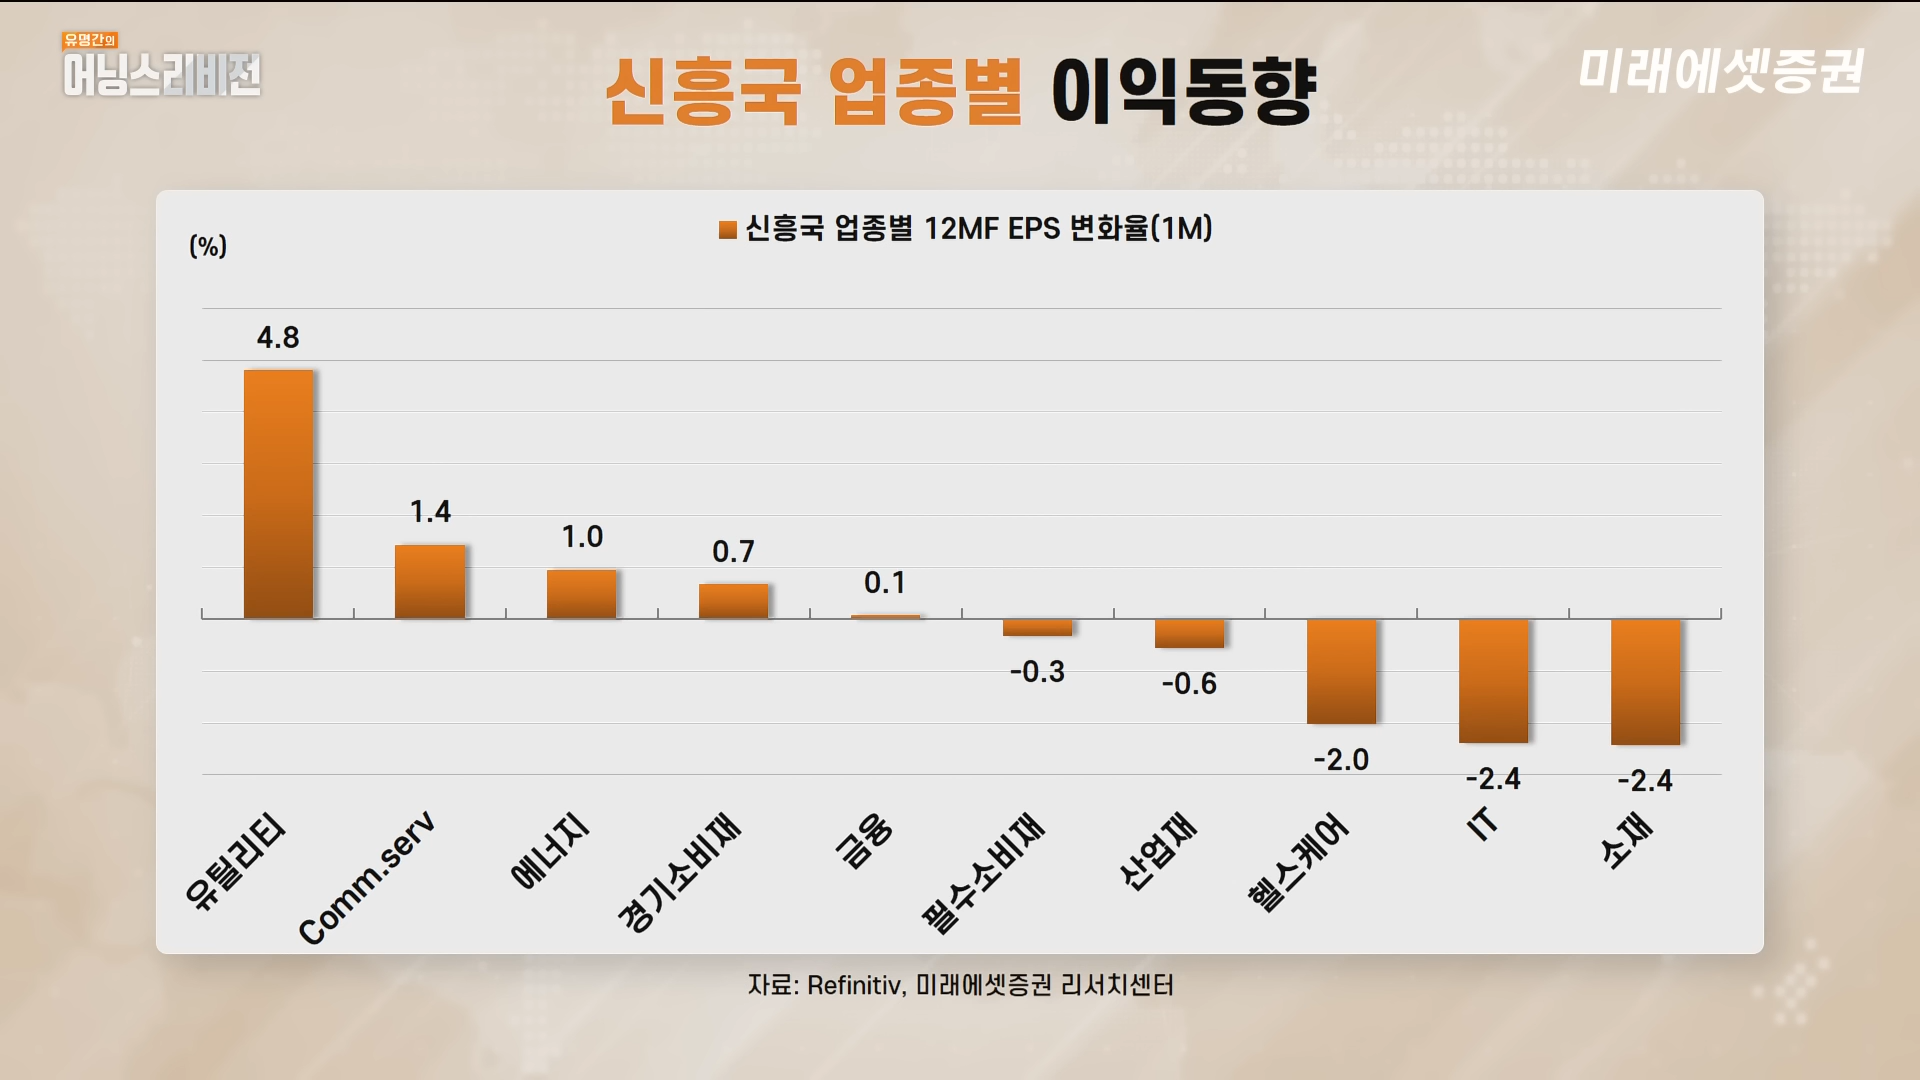 유명간의
어닝스리비전
신흥국 업종별 이익동향
미래에셋증권
(%)
신흥국 업종별 12MF EPS 변화율(1M)
4.8
1.4
1.0
0.7
0.1
-0.3
-0.6
-2.0
-2.4
-2.4
유틸리티
Comm.serv
에너지
경기소비재
금융
필수소비재
산업재
헬스케어
IT
소재
자료: Refinitiv, 미래에셋증권 리서치센터